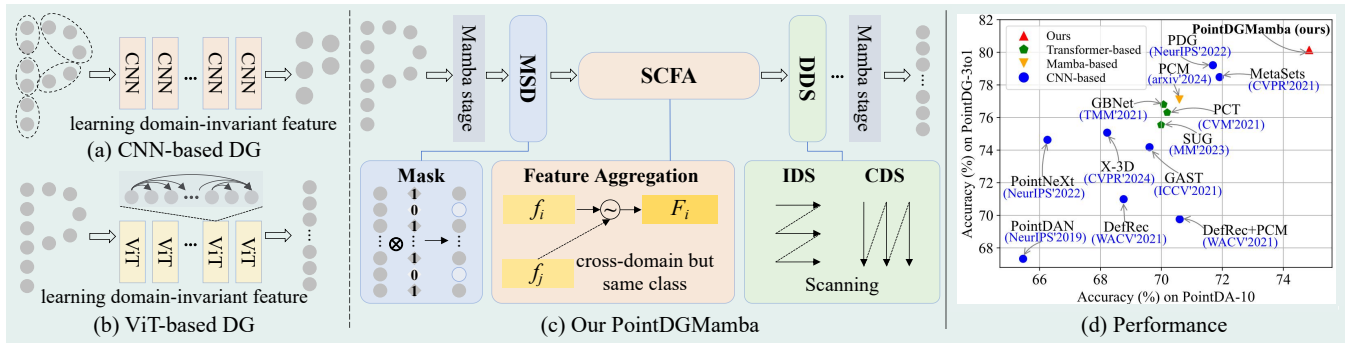 CNN
CNN
...
CNN
CNN
learning domain-invariant feature
(a) CNN-based DG
...
ViT
ViT
...
ViT
ViT
learning domain-invariant feature
(b) ViT-based DG
Mamba stage
MSD
SCFA
DDS
...
Mamba stage
Mask
1
0
1
⊗
1
0
1
Feature Aggregation
f_i
~
F_i
f_j
cross-domain but
same class
IDS
CDS
Scanning
(c) Our PointDGMamba
Accuracy (%) on PointDG-3to1
82
80
78
76
74
72
70
68
66
68
70
72
74
Accuracy (%) on PointDA-10
Ours
Transformer-based
Mamba-based
CNN-based
PointDGMamba (ours)
PDG
(NeurIPS'2022)
PCM
(arxiv'2024)
MetaSets
(CVPR'2021)
GBNet
(TMM'2021)
PCT
(CVM'2021)
SUG
(MM'2023)
PointNeXt
(NeurIPS'2022)
X-3D
(CVPR'2024)
GAST
(ICCV'2021)
PointDAN
(NeurIPS'2019)
DefRec
(WACV'2021)
DefRec+PCM
(WACV'2021)
(d) Performance